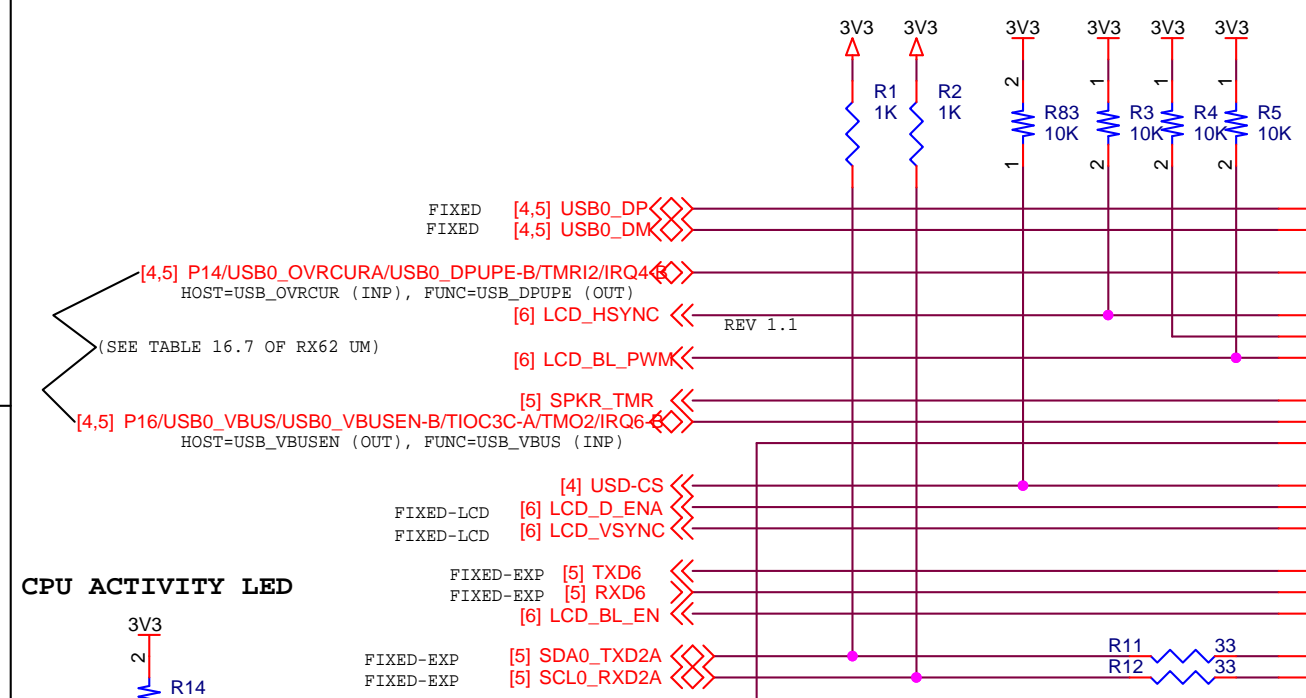 3V3 3V3 3V3 3V3 3V3 3V3
2 1 1 1
R1 R2 R83 R3 R4 R5
1K 1K 10K 10K 10K 10K
1 2 2 2
FIXED [4,5] USB0_DP
FIXED [4,5] USB0_DM
[4,5] P14/USB0_OVRCURA/USB0_DPUPE-B/TMRI2/IRQ4-B
HOST=USB_OVRCUR (INP), FUNC=USB_DPUPE (OUT)
[6] LCD_HSYNC
REV 1.1
(SEE TABLE 16.7 OF RX62 UM)
[6] LCD_BL_PWM
[5] SPKR_TMR
[4,5] P16/USB0_VBUS/USB0_VBUSEN-B/TIOC3C-A/TMO2/IRQ6-B
HOST=USB_VBUSEN (OUT), FUNC=USB_VBUS (INP)
[4] USD-CS
FIXED-LCD [6] LCD_D_ENA
FIXED-LCD [6] LCD_VSYNC
FIXED-EXP [5] TXD6
CPU ACTIVITY LED
FIXED-EXP [5] RXD6
[6] LCD_BL_EN
3V3
2
R14
FIXED-EXP [5] SDA0_TXD2A R11 33
FIXED-EXP [5] SCL0_RXD2A R12 33